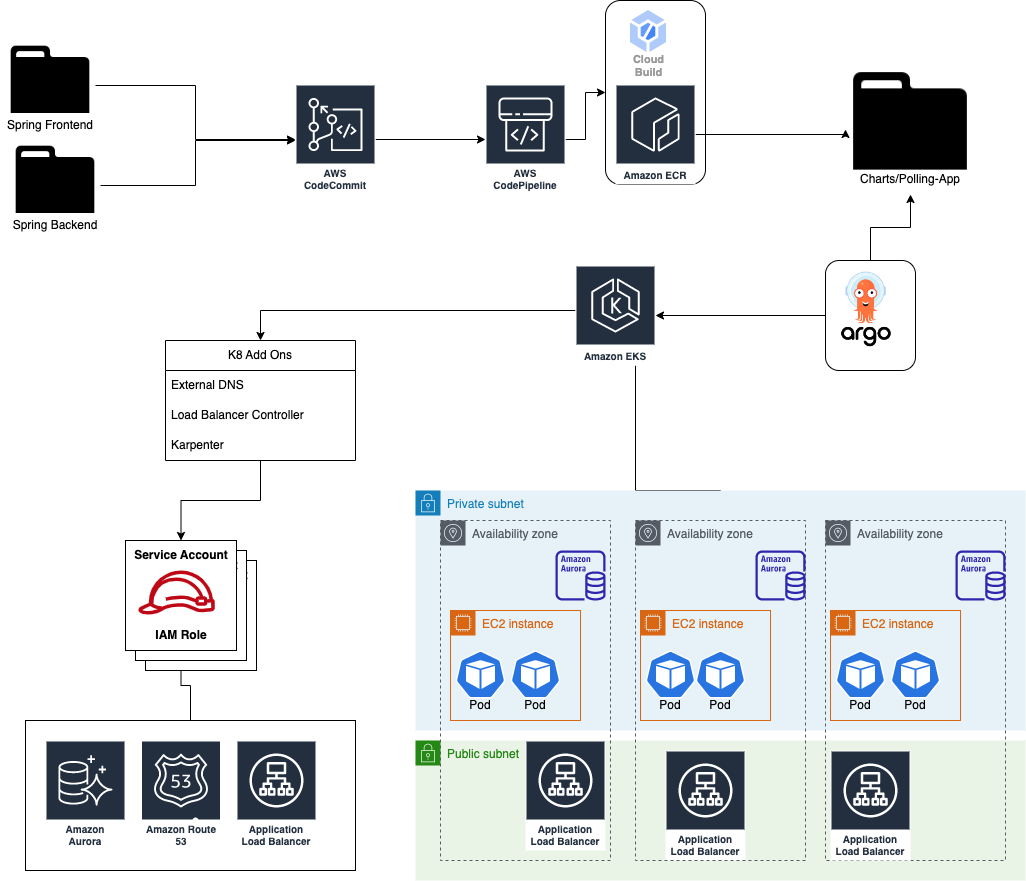 Cloud
Build
Spring Frontend
Spring Backend
AWS
CodeCommit
AWS
CodePipeline
Amazon ECR
Charts/Polling-App
argo
K
Amazon EKS
K8 Add Ons
External DNS
Load Balancer Controller
Karpenter
Service Account
IAM Role
53
Amazon
Aurora
Amazon Route
53
Application
Load Balancer
Private subnet
Availability zone
Availability zone
Availability zone
Amazon
Aurora
Amazon
Aurora
Amazon
Aurora
EC2 instance
EC2 instance
EC2 instance
Pod
Pod
Pod
Pod
Pod
Pod
Public subnet
Application
Load Balancer
Application
Load Balancer
Application
Load Balancer